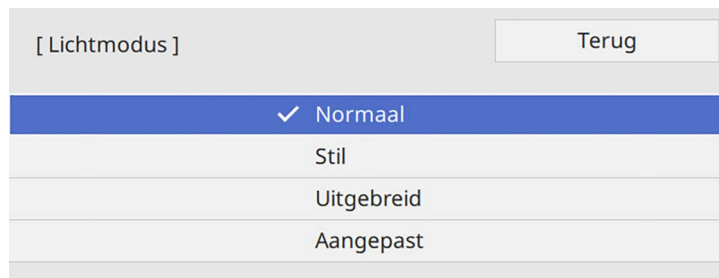 [ Lichtmodus ]
Terug
Normaal
Stil
Uitgebreid
Aangepast